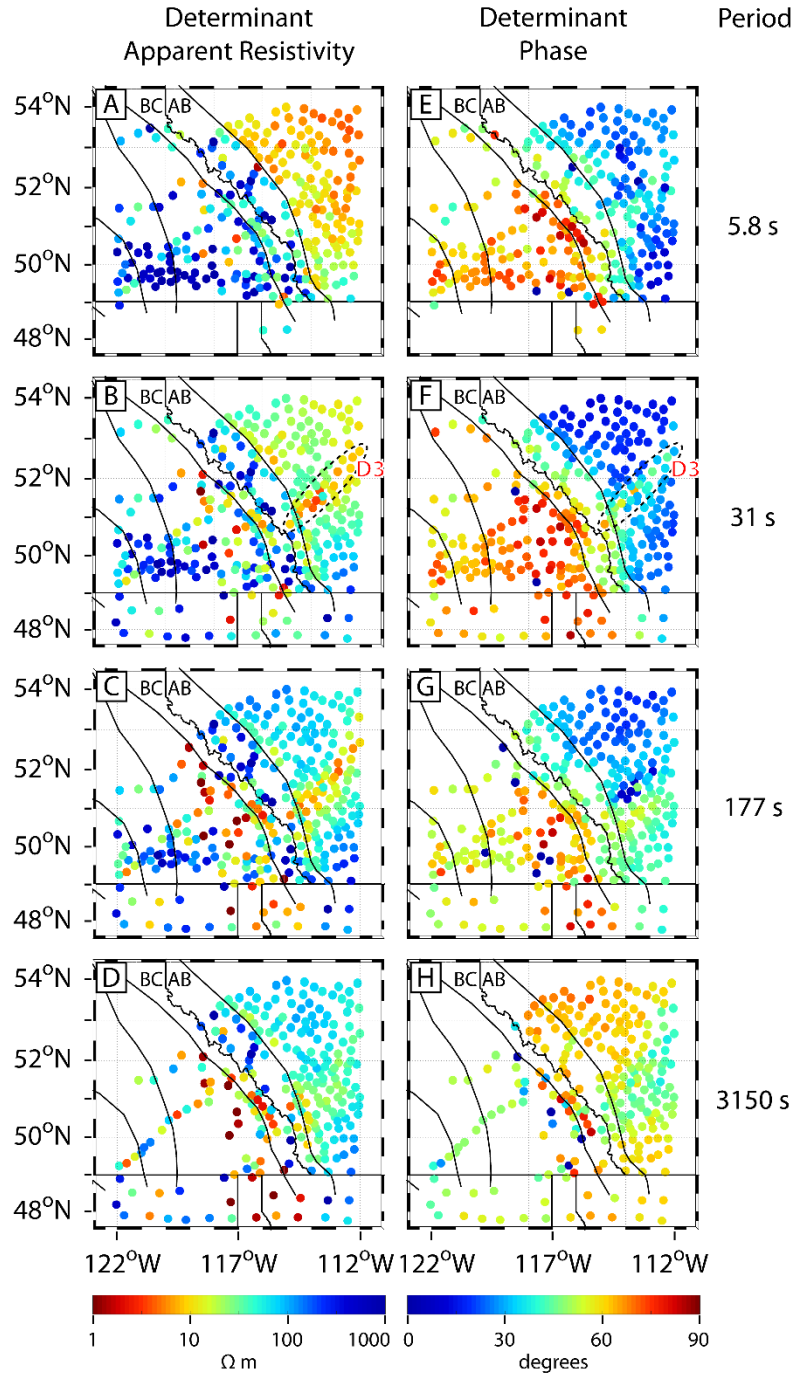 Determinant Apparent Resistivity
Determinant Phase
Period
A
BC AB
54°N
52°N
50°N
48°N
E
BC AB
5.8 s
B
BC AB
D3
54°N
52°N
50°N
48°N
F
BC AB
D3
31 s
C
BC AB
54°N
52°N
50°N
48°N
G
BC AB
177 s
D
BC AB
54°N
52°N
50°N
48°N
H
BC AB
3150 s
122°W 117°W 112°W
122°W 117°W 112°W
1 10 100 1000
Ω m
0 30 60 90
degrees